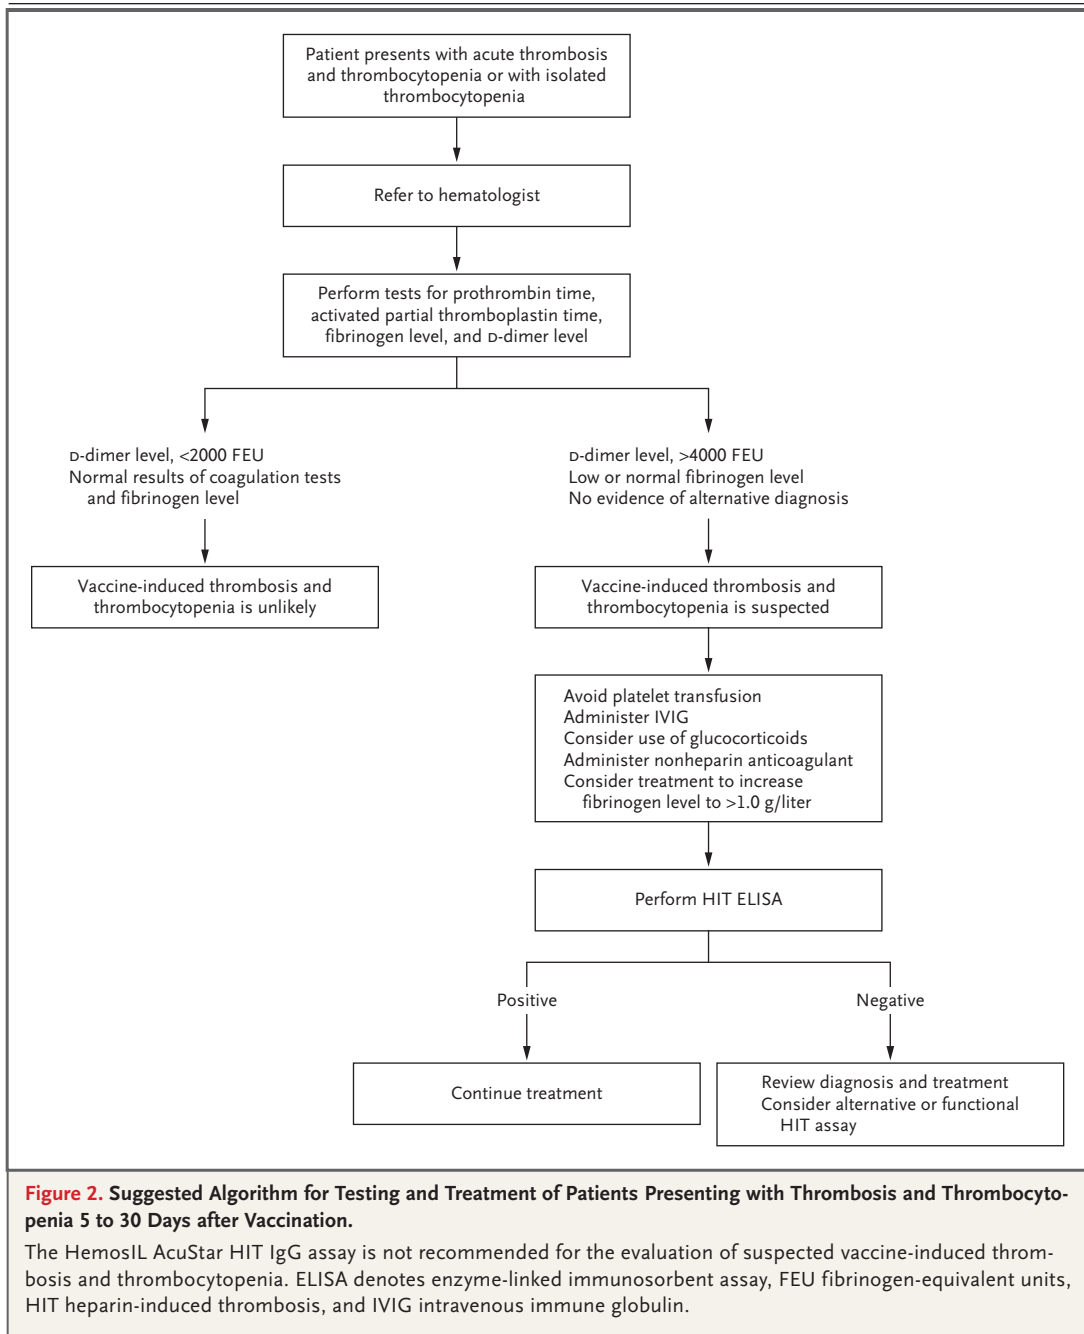 Patient presents with acute thrombosis
and thrombocytopenia or with isolated
thrombocytopenia
Refer to hematologist
Perform tests for prothrombin time,
activated partial thromboplastin time,
fibrinogen level, and D-dimer level
D-dimer level, <2000 FEU
Normal results of coagulation tests
and fibrinogen level
D-dimer level, >4000 FEU
Low or normal fibrinogen level
No evidence of alternative diagnosis
Vaccine-induced thrombosis and
thrombocytopenia is unlikely
Vaccine-induced thrombosis and
thrombocytopenia is suspected
Avoid platelet transfusion
Administer IVIG
Consider use of glucocorticoids
Administer nonheparin anticoagulant
Consider treatment to increase
fibrinogen level to >1.0 g/liter
Perform HIT ELISA
Positive
Negative
Continue treatment
Review diagnosis and treatment
Consider alternative or functional
HIT assay
Figure 2. Suggested Algorithm for Testing and Treatment of Patients Presenting with Thrombosis and Thrombocyto-
penia 5 to 30 Days after Vaccination.
The HemosIL AcuStar HIT IgG assay is not recommended for the evaluation of suspected vaccine-induced throm-
bosis and thrombocytopenia. ELISA denotes enzyme-linked immunosorbent assay, FEU fibrinogen-equivalent units,
HIT heparin-induced thrombosis, and IVIG intravenous immune globulin.